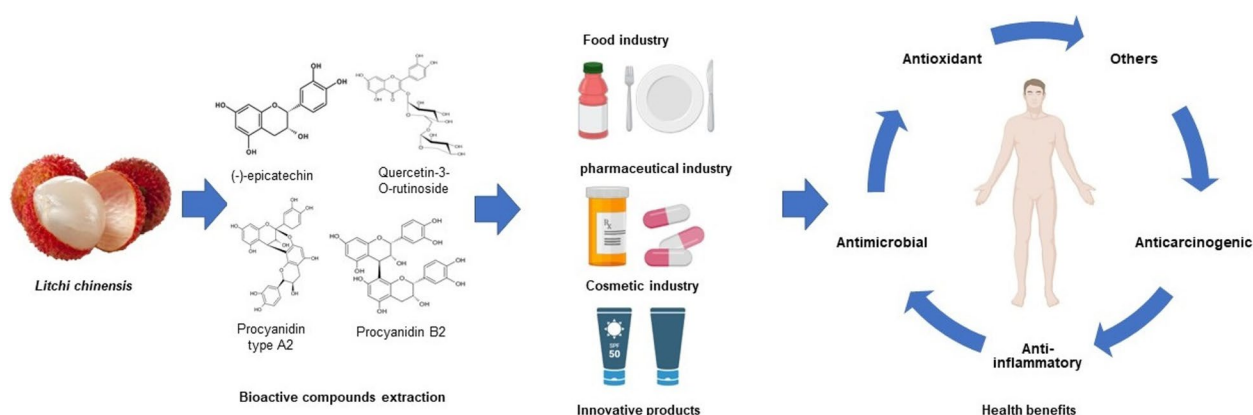 Litchi chinensis
(-)-epicatechin
Quercetin-3-
O-rutinoside
Procyanidin
type A2
Procyanidin B2
Bioactive compounds extraction
Food industry
pharmaceutical industry
Rx
Cosmetic industry
SPF
50
Innovative products
Antioxidant
Others
Antimicrobial
Anticarcinogenic
Anti-
inflammatory
Health benefits